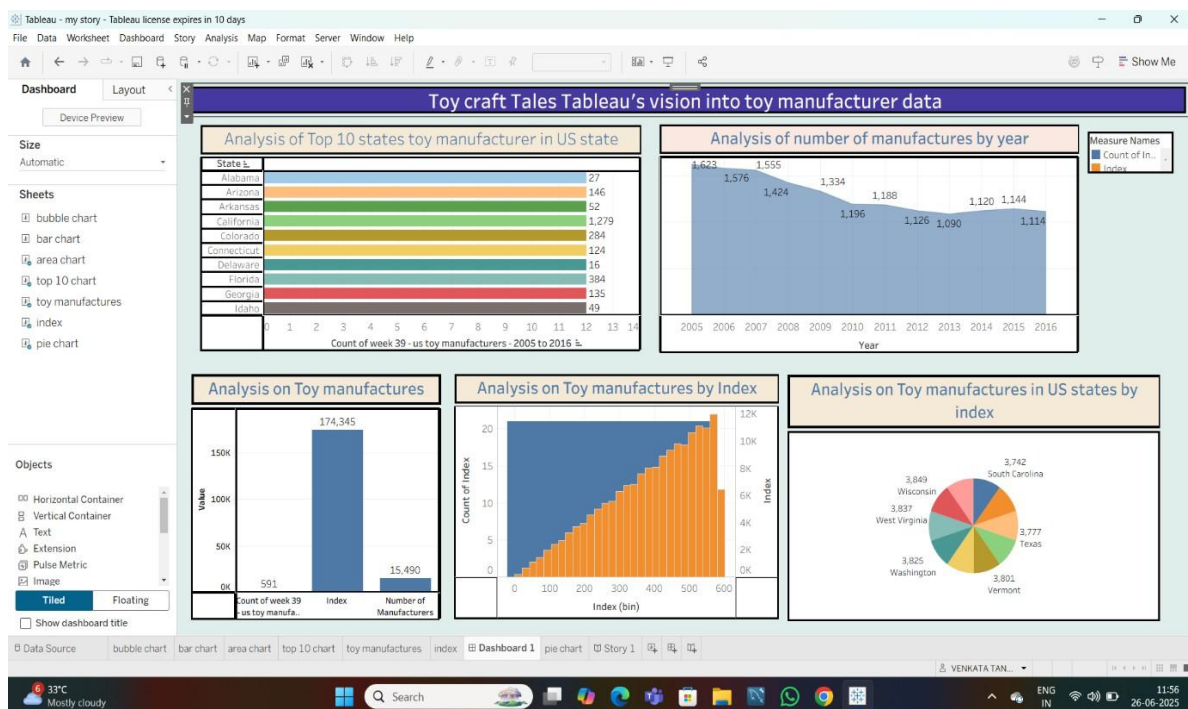 Tableau - my story - Tableau license expires in 10 days
File Data Worksheet Dashboard Story Analysis Map Format Server Window Help
Show Me
Dashboard Layout
Device Preview
Size
Automatic
Sheets
bubble chart
bar chart
area chart
top 10 chart
toy manufactures
index
pie chart
Objects
Horizontal Container
Vertical Container
Text
Extension
Pulse Metric
Image
Tiled Floating
Show dashboard title
Toy craft Tales Tableau's vision into toy manufacturer data
Analysis of Top 10 states toy manufacturer in US state
State
Alabama 27
Arizona 146
Arkansas 52
California 1,279
Colorado 284
Connecticut 124
Delaware 16
Florida 384
Georgia 135
Idaho 49
0 1 2 3 4 5 6 7 8 9 10 11 12 13 14
Count of week 39 - us toy manufacturers - 2005 to 2016
Analysis of number of manufactures by year
1,623 1,576 1,555 1,424 1,334 1,196 1,188 1,126 1,090 1,120 1,144 1,114
2005 2006 2007 2008 2009 2010 2011 2012 2013 2014 2015 2016
Year
Measure Names
Count of In..
Index
Analysis on Toy manufactures
174,345
591
15,490
150K
100K
50K
0K
Value
Count of week 39 - us toy manufa..
Index
Number of Manufacturers
Analysis on Toy manufactures by Index
20
15
10
5
0
Count of Index
12K
10K
8K
6K
4K
2K
0K
Index
0 100 200 300 400 500 600
Index (bin)
Analysis on Toy manufactures in US states by index
3,742
South Carolina
3,777
Texas
3,801
Vermont
3,825
Washington
3,837
West Virginia
3,849
Wisconsin
Data Source bubble chart bar chart area chart top 10 chart toy manufactures index Dashboard 1 pie chart Story 1
VENKATA TAN...
6
33°C
Mostly cloudy
Search
ENG
IN
11:56
26-06-2025